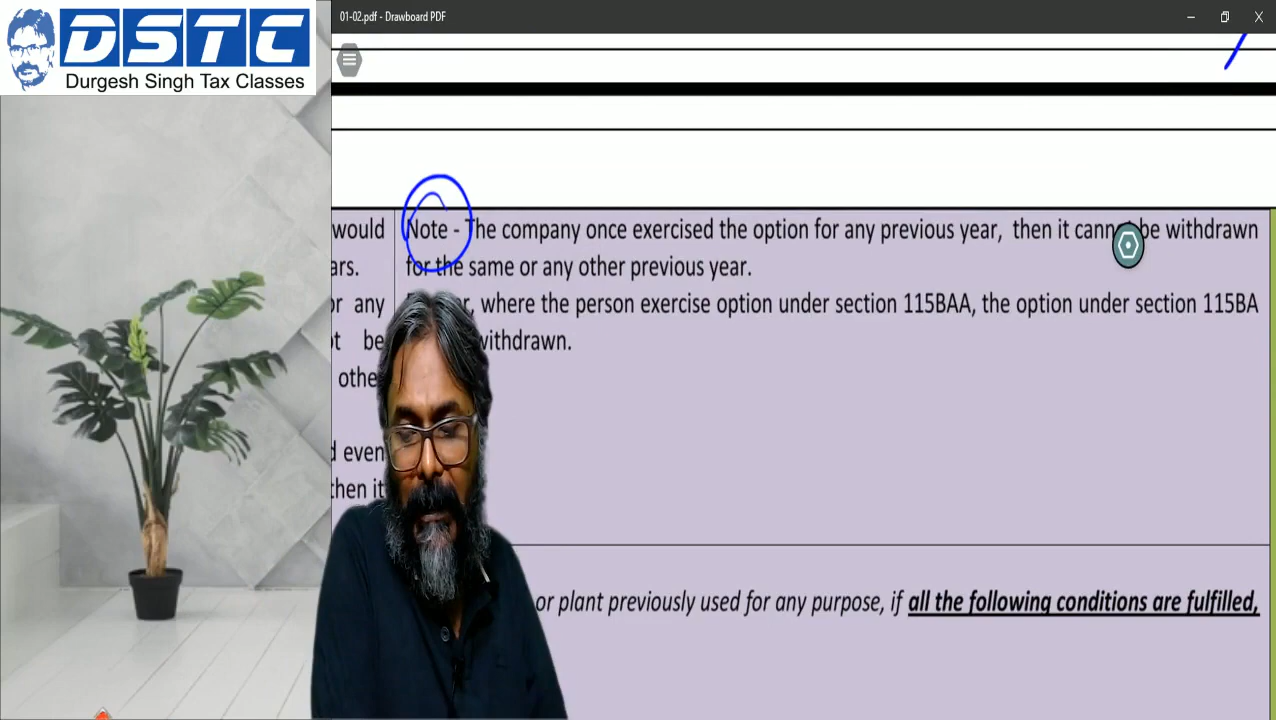 DSTC
Durgesh Singh Tax Classes
01-02.pdf - Drawboard PDF
would
Note - The company once exercised the option for any previous year, then it cannot be withdrawn
for the same or any other previous year.
or any
where the person exercise option under section 115BAA, the option under section 115BA
be
withdrawn.
even
then it
or plant previously used for any purpose, if all the following conditions are fulfilled,